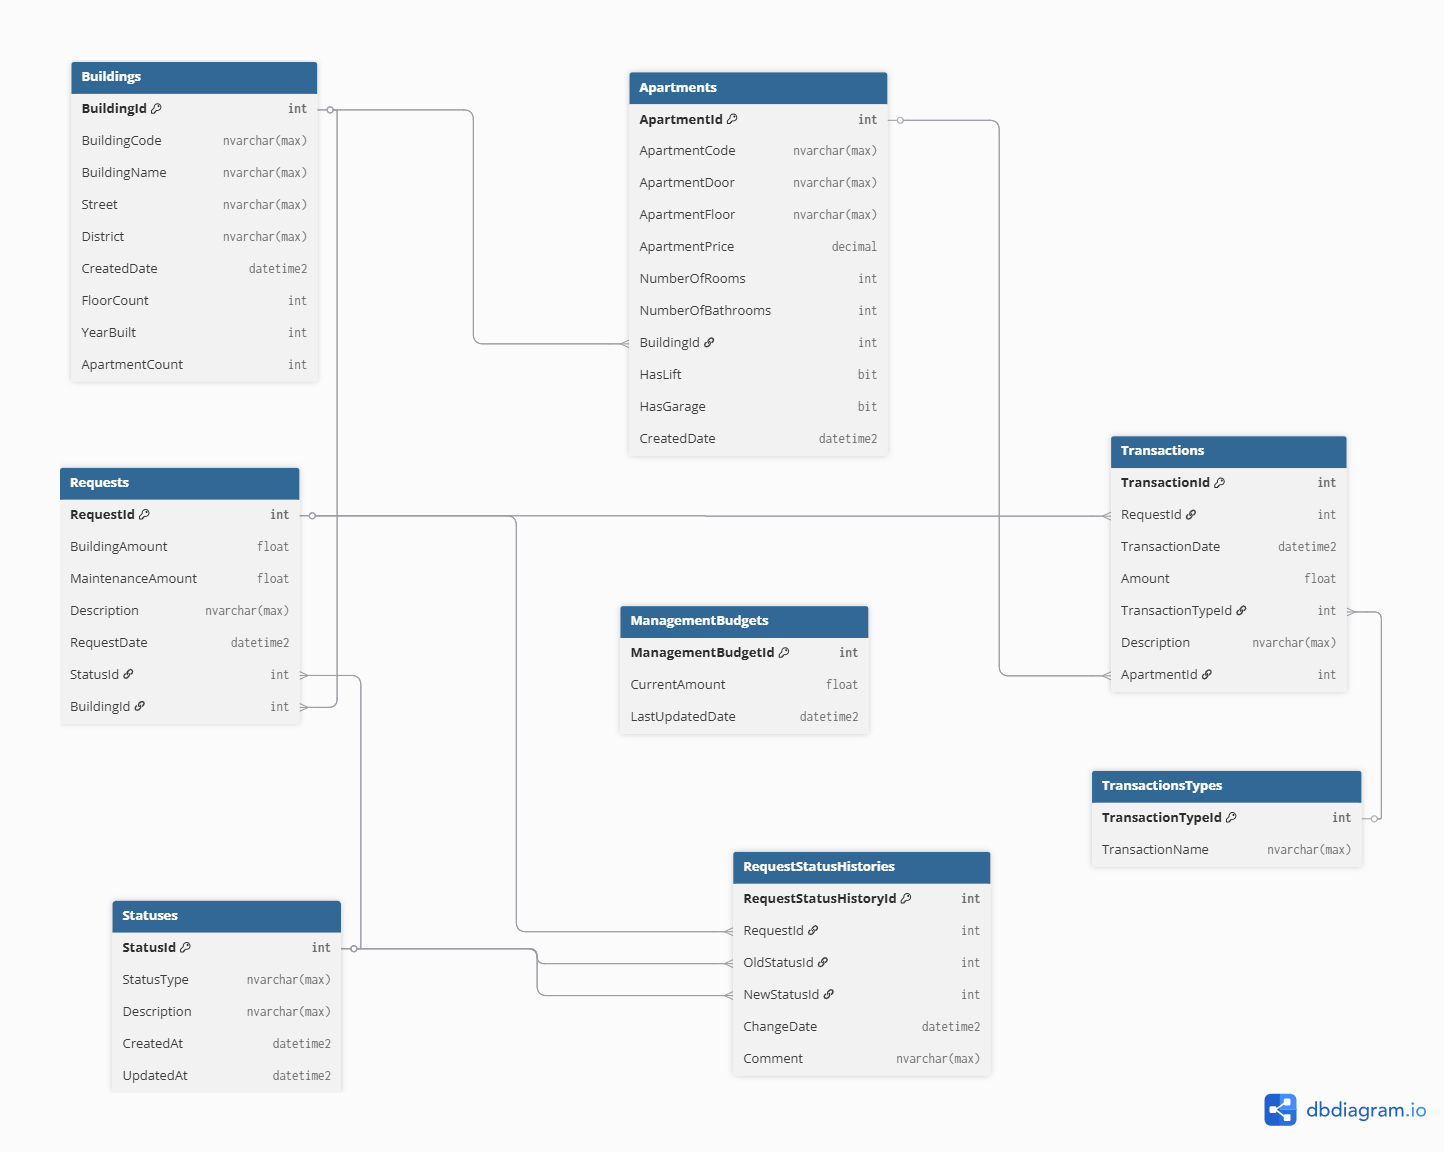 Buildings
BuildingId int
BuildingCode nvarchar(max)
BuildingName nvarchar(max)
Street nvarchar(max)
District nvarchar(max)
CreatedDate datetime2
FloorCount int
YearBuilt int
ApartmentCount int
Apartments
ApartmentId int
ApartmentCode nvarchar(max)
ApartmentDoor nvarchar(max)
ApartmentFloor nvarchar(max)
ApartmentPrice decimal
NumberOfRooms int
NumberOfBathrooms int
BuildingId int
HasLift bit
HasGarage bit
CreatedDate datetime2
Requests
RequestId int
BuildingAmount float
MaintenanceAmount float
Description nvarchar(max)
RequestDate datetime2
StatusId int
BuildingId int
Transactions
TransactionId int
RequestId int
TransactionDate datetime2
Amount float
TransactionTypeId int
Description nvarchar(max)
ApartmentId int
ManagementBudgets
ManagementBudgetId int
CurrentAmount float
LastUpdatedDate datetime2
TransactionsTypes
TransactionTypeId int
TransactionName nvarchar(max)
RequestStatusHistories
RequestStatusHistoryId int
RequestId int
OldStatusId int
NewStatusId int
ChangeDate datetime2
Comment nvarchar(max)
Statuses
StatusId int
StatusType nvarchar(max)
Description nvarchar(max)
CreatedAt datetime2
UpdatedAt datetime2
dbdiagram.io